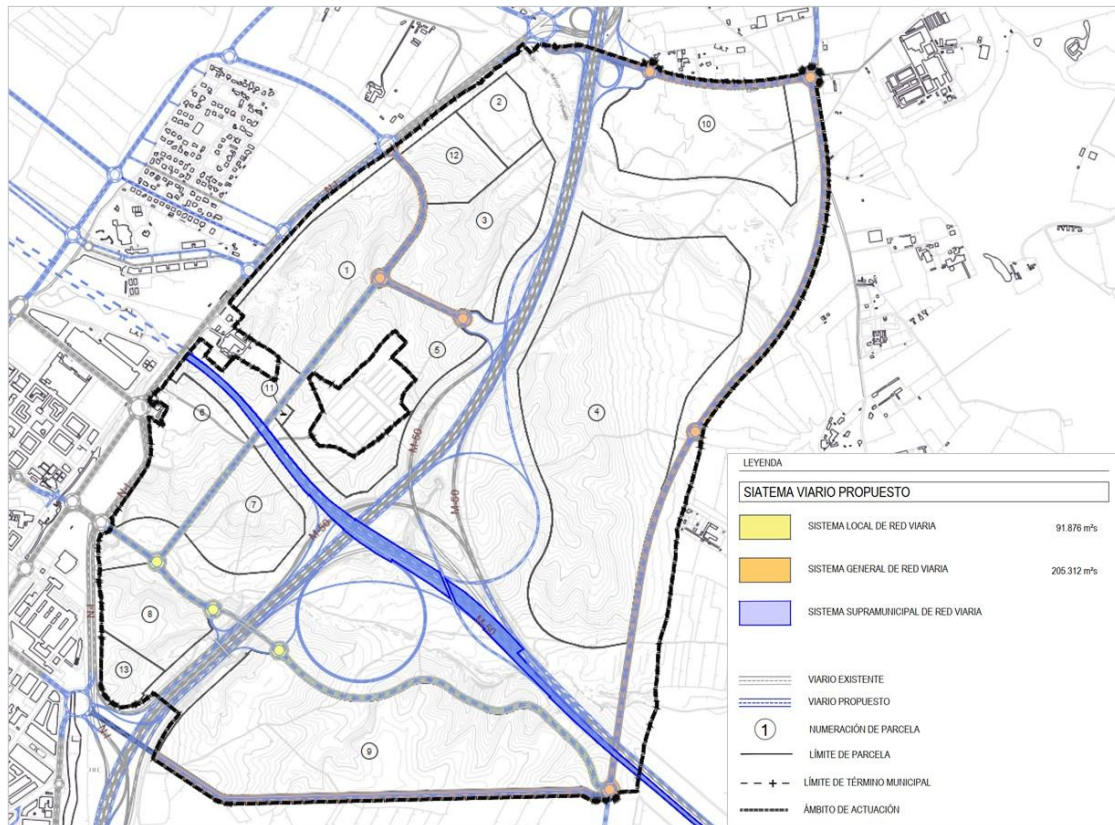 2
10
12
3
1
5
4
11
6
7
8
13
9
M-50
M-50
M-50
M-50
N-I
N-I
N-I
LEYENDA
SIATEMA VIARIO PROPUESTO
SISTEMA LOCAL DE RED VIARIA 91.876 m²s
SISTEMA GENERAL DE RED VIARIA 205.312 m²s
SISTEMA SUPRAMUNICIPAL DE RED VIARIA
VIARIO EXISTENTE
VIARIO PROPUESTO
1 NUMERACIÓN DE PARCELA
LÍMITE DE PARCELA
LÍMITE DE TÉRMINO MUNICIPAL
ÁMBITO DE ACTUACIÓN